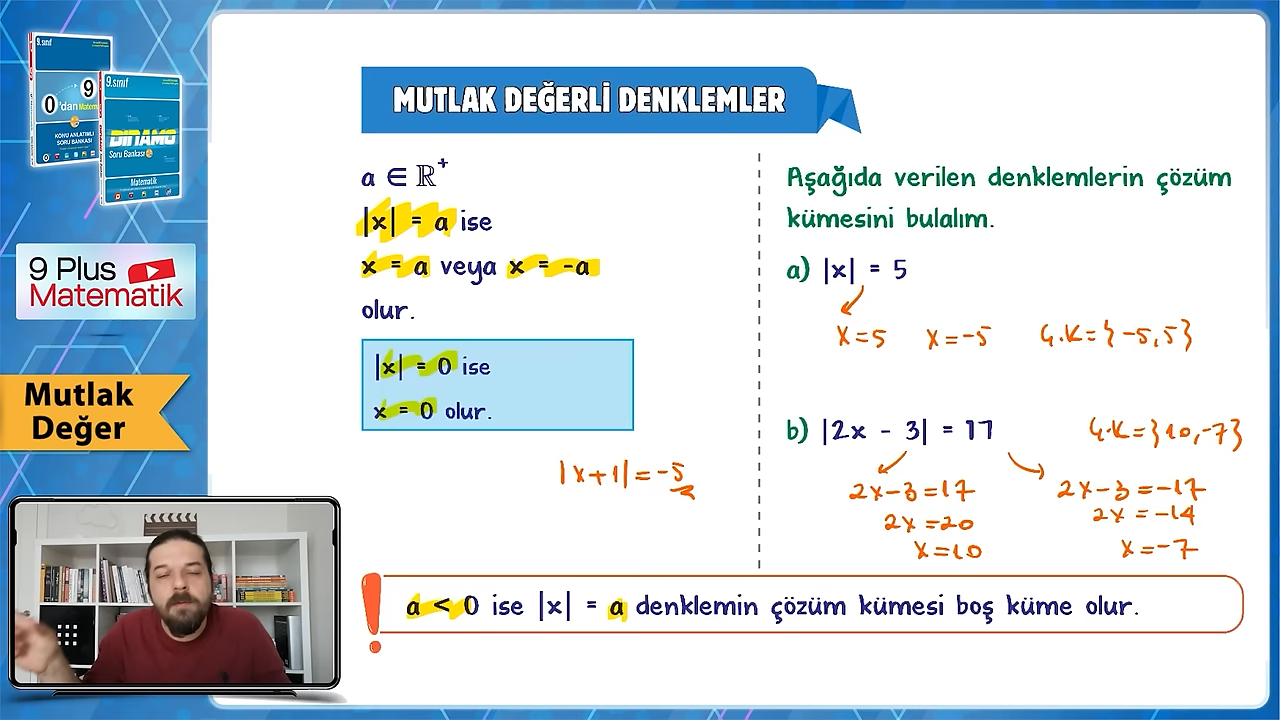 9.sınıf
0'dan 9
Matematik
KONU ANLATIMLI
SORU BANKASI
9.sınıf
DİNAMO
Soru Bankası
Matematik
9 Plus
Matematik
Mutlak
Değer
MUTLAK DEĞERLİ DENKLEMLER
a ∈ ℝ⁺
|x| = a ise
x = a veya x = -a
olur.
|x| = 0 ise
x = 0 olur.
|x+1| = -5
Aşağıda verilen denklemlerin çözüm
kümesini bulalım.
a) |x| = 5
x=5 x=-5 Ç.K={-5,5}
b) |2x - 3| = 17 Ç.K={10,-7}
2x-3=17 2x-3=-17
2x=20 2x=-14
x=10 x=-7
! a < 0 ise |x| = a denklemin çözüm kümesi boş küme olur.